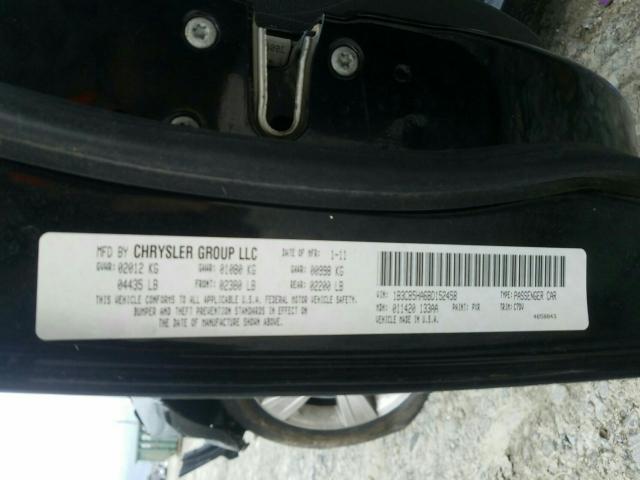 MFD BY CHRYSLER GROUP LLC
DATE OF MFR: 1-11
GVWR: 02012 KG GAWR: 01080 KG GAWR: 00998 KG
04435 LB FRONT: 02380 LB REAR: 02200 LB
THIS VEHICLE CONFORMS TO ALL APPLICABLE U.S.A. FEDERAL MOTOR VEHICLE SAFETY,
BUMPER AND THEFT PREVENTION STANDARDS IN EFFECT ON
THE DATE OF MANUFACTURE SHOWN ABOVE.
VIN: 1B3CB5HA6BD152458 TYPE: PASSENGER CAR
MDH: 011420 133AA PAINT: PXR TRIM: C7DV
VEHICLE MADE IN U.S.A.